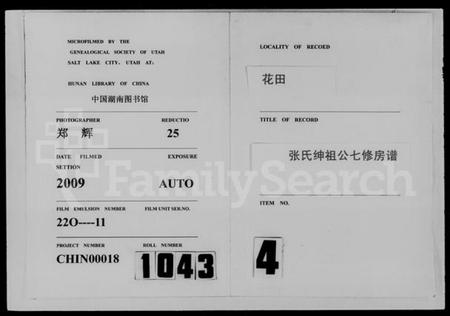 MICROFILMED BY THE
GENEALOGICAL SOCIETY OF UTAH
SALT LAKE CITY, UTAH AT:
HUNAN LIBRARY OF CHINA
中国湖南图书馆
PHOTOGRAPHER REDUCTIO
郑 辉 25
DATE FILMED EXPOSURE
SETTION
2009 AUTO
FILM EMULSION NUMBER FILM UNIT SER.NO.
22O----11
PROJECT NUMBER ROLL NUMBER
CHIN00018 1043
LOCALITY OF RECOED
花田
TITLE OF RECORD
张氏绅祖公七修房谱
ITEM NO.
4
FamilySearch